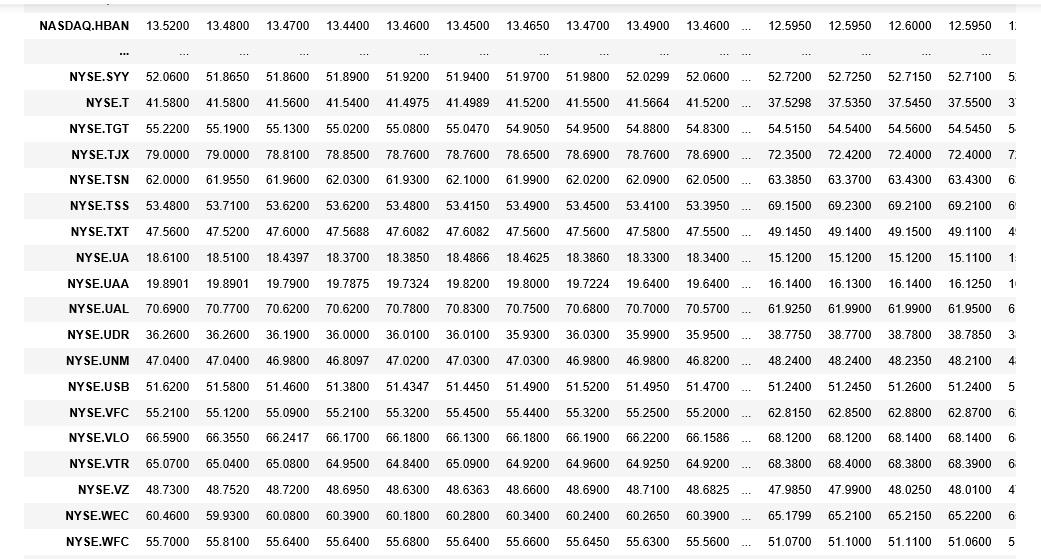 NASDAQ.HBAN 13.5200 13.4800 13.4700 13.4400 13.4600 13.4500 13.4650 13.4700 13.4900 13.4600 ... 12.5950 12.5950 12.6000 12.5950
... ... ... ... ... ... ... ... ... ... ... ... ... ... ... ...
NYSE.SYY 52.0600 51.8650 51.8600 51.8900 51.9200 51.9400 51.9700 51.9800 52.0299 52.0600 ... 52.7200 52.7250 52.7150 52.7100
NYSE.T 41.5800 41.5800 41.5600 41.5400 41.4975 41.4989 41.5200 41.5500 41.5664 41.5200 ... 37.5298 37.5350 37.5450 37.5500
NYSE.TGT 55.2200 55.1900 55.1300 55.0200 55.0800 55.0470 54.9050 54.9500 54.8800 54.8300 ... 54.5150 54.5400 54.5600 54.5450
NYSE.TJX 79.0000 79.0000 78.8100 78.8500 78.7600 78.7600 78.6500 78.6900 78.7600 78.6900 ... 72.3500 72.4200 72.4000 72.4000
NYSE.TSN 62.0000 61.9550 61.9600 62.0300 61.9300 62.1000 61.9900 62.0200 62.0900 62.0500 ... 63.3850 63.3700 63.4300 63.4300
NYSE.TSS 53.4800 53.7100 53.6200 53.6200 53.4800 53.4150 53.4900 53.4500 53.4100 53.3950 ... 69.1500 69.2300 69.2100 69.2100
NYSE.TXT 47.5600 47.5200 47.6000 47.5688 47.6082 47.6082 47.5600 47.5600 47.5800 47.5500 ... 49.1450 49.1400 49.1500 49.1100
NYSE.UA 18.6100 18.5100 18.4397 18.3700 18.3850 18.4866 18.4625 18.3860 18.3300 18.3400 ... 15.1200 15.1200 15.1200 15.1100
NYSE.UAA 19.8901 19.8901 19.7900 19.7875 19.7324 19.8200 19.8000 19.7224 19.6400 19.6400 ... 16.1400 16.1300 16.1400 16.1250
NYSE.UAL 70.6900 70.7700 70.6200 70.6200 70.7800 70.8300 70.7500 70.6800 70.7000 70.5700 ... 61.9250 61.9900 61.9900 61.9500
NYSE.UDR 36.2600 36.2600 36.1900 36.0000 36.0100 36.0100 35.9300 36.0300 35.9900 35.9500 ... 38.7750 38.7700 38.7800 38.7850
NYSE.UNM 47.0400 47.0400 46.9800 46.8097 47.0200 47.0300 47.0300 46.9800 46.9800 46.8200 ... 48.2400 48.2400 48.2350 48.2100
NYSE.USB 51.6200 51.5800 51.4600 51.3800 51.4347 51.4450 51.4900 51.5200 51.4950 51.4700 ... 51.2400 51.2450 51.2600 51.2400
NYSE.VFC 55.2100 55.1200 55.0900 55.2100 55.3200 55.4500 55.4400 55.3200 55.2500 55.2000 ... 62.8150 62.8500 62.8800 62.8700
NYSE.VLO 66.5900 66.3550 66.2417 66.1700 66.1800 66.1300 66.1800 66.1900 66.2200 66.1586 ... 68.1200 68.1200 68.1400 68.1400
NYSE.VTR 65.0700 65.0400 65.0800 64.9500 64.8400 65.0900 64.9200 64.9600 64.9250 64.9200 ... 68.3800 68.4000 68.3800 68.3900
NYSE.VZ 48.7300 48.7520 48.7200 48.6950 48.6300 48.6363 48.6600 48.6900 48.7100 48.6825 ... 47.9850 47.9900 48.0250 48.0100
NYSE.WEC 60.4600 59.9300 60.0800 60.3900 60.1800 60.2800 60.3400 60.2400 60.2650 60.3900 ... 65.1799 65.2100 65.2150 65.2200
NYSE.WFC 55.7000 55.8100 55.6400 55.6400 55.6800 55.6400 55.6600 55.6450 55.6300 55.5600 ... 51.0700 51.1000 51.1100 51.0600